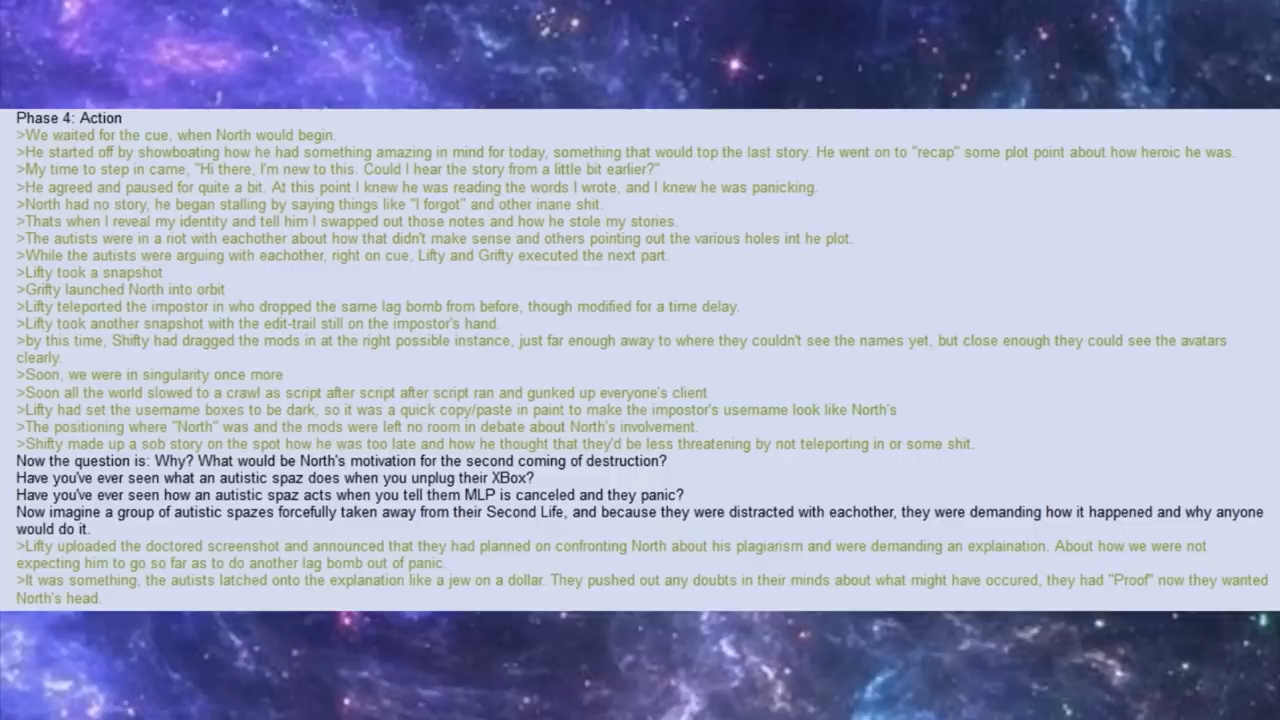 Phase 4: Action
>We waited for the cue, when North would begin.
>He started off by showboating how he had something amazing in mind for today, something that would top the last story. He went on to "recap" some plot point about how heroic he was.
>My time to step in came, "Hi there, I'm new to this. Could I hear the story from a little bit earlier?"
>He agreed and paused for quite a bit. At this point I knew he was reading the words I wrote, and I knew he was panicking.
>North had no story, he began stalling by saying things like "I forgot" and other inane shit.
>Thats when I reveal my identity and tell him I swapped out those notes and how he stole my stories.
>The autists were in a riot with eachother about how that didn't make sense and others pointing out the various holes int he plot.
>While the autists were arguing with eachother, right on cue, Lifty and Grifty executed the next part.
>Lifty took a snapshot
>Grifty launched North into orbit
>Lifty teleported the impostor in who dropped the same lag bomb from before, though modified for a time delay.
>Lifty took another snapshot with the edit-trail still on the impostor's hand.
>by this time, Shifty had dragged the mods in at the right possible instance, just far enough away to where they couldn't see the names yet, but close enough they could see the avatars
clearly.
>Soon, we were in singularity once more
>Soon all the world slowed to a crawl as script after script after script ran and gunked up everyone's client
>Lifty had set the username boxes to be dark, so it was a quick copy/paste in paint to make the impostor's username look like North's
>The positioning where "North" was and the mods were left no room in debate about North's involvement.
>Shifty made up a sob story on the spot how he was too late and how he thought that they'd be less threatening by not teleporting in or some shit.
Now the question is: Why? What would be North's motivation for the second coming of destruction?
Have you've ever seen what an autistic spaz does when you unplug their XBox?
Have you've ever seen how an autistic spaz acts when you tell them MLP is canceled and they panic?
Now imagine a group of autistic spazes forcefully taken away from their Second Life, and because they were distracted with eachother, they were demanding how it happened and why anyone
would do it.
>Lifty uploaded the doctored screenshot and announced that they had planned on confronting North about his plagiarism and were demanding an explaination. About how we were not
expecting him to go so far as to do another lag bomb out of panic.
>It was something, the autists latched onto the explanation like a jew on a dollar. They pushed out any doubts in their minds about what might have occured, they had "Proof" now they wanted
North's head.